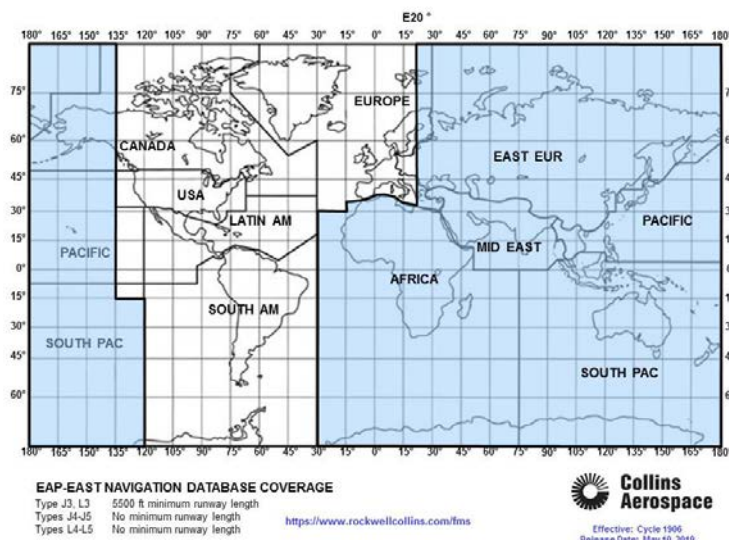 E20 °
180° 165° 150° 135° 120° 105° 90° 75° 60° 45° 30° 15° 0° 15° 30° 45° 60° 75° 90° 105° 120° 135° 150° 165° 180°
75°
EUROPE
60°
CANADA
EAST EUR
45°
USA
30°
LATIN AM
PACIFIC
15°
PACIFIC
MID EAST
0°
AFRICA
15°
SOUTH AM
30°
SOUTH PAC
45°
SOUTH PAC
60°
180° 165° 150° 135° 120° 105° 90° 75° 60° 45° 30° 15° 0° 15° 30° 45° 60° 75° 90° 105° 120° 135° 150° 165° 180°
EAP-EAST NAVIGATION DATABASE COVERAGE
Type J3, L3 5500 ft minimum runway length
Types J4-J5 No minimum runway length
Types L4-L5 No minimum runway length
https://www.rockwellcollins.com/fms
Collins
Aerospace
Effective: Cycle 1906
Release Date: May 10, 2019